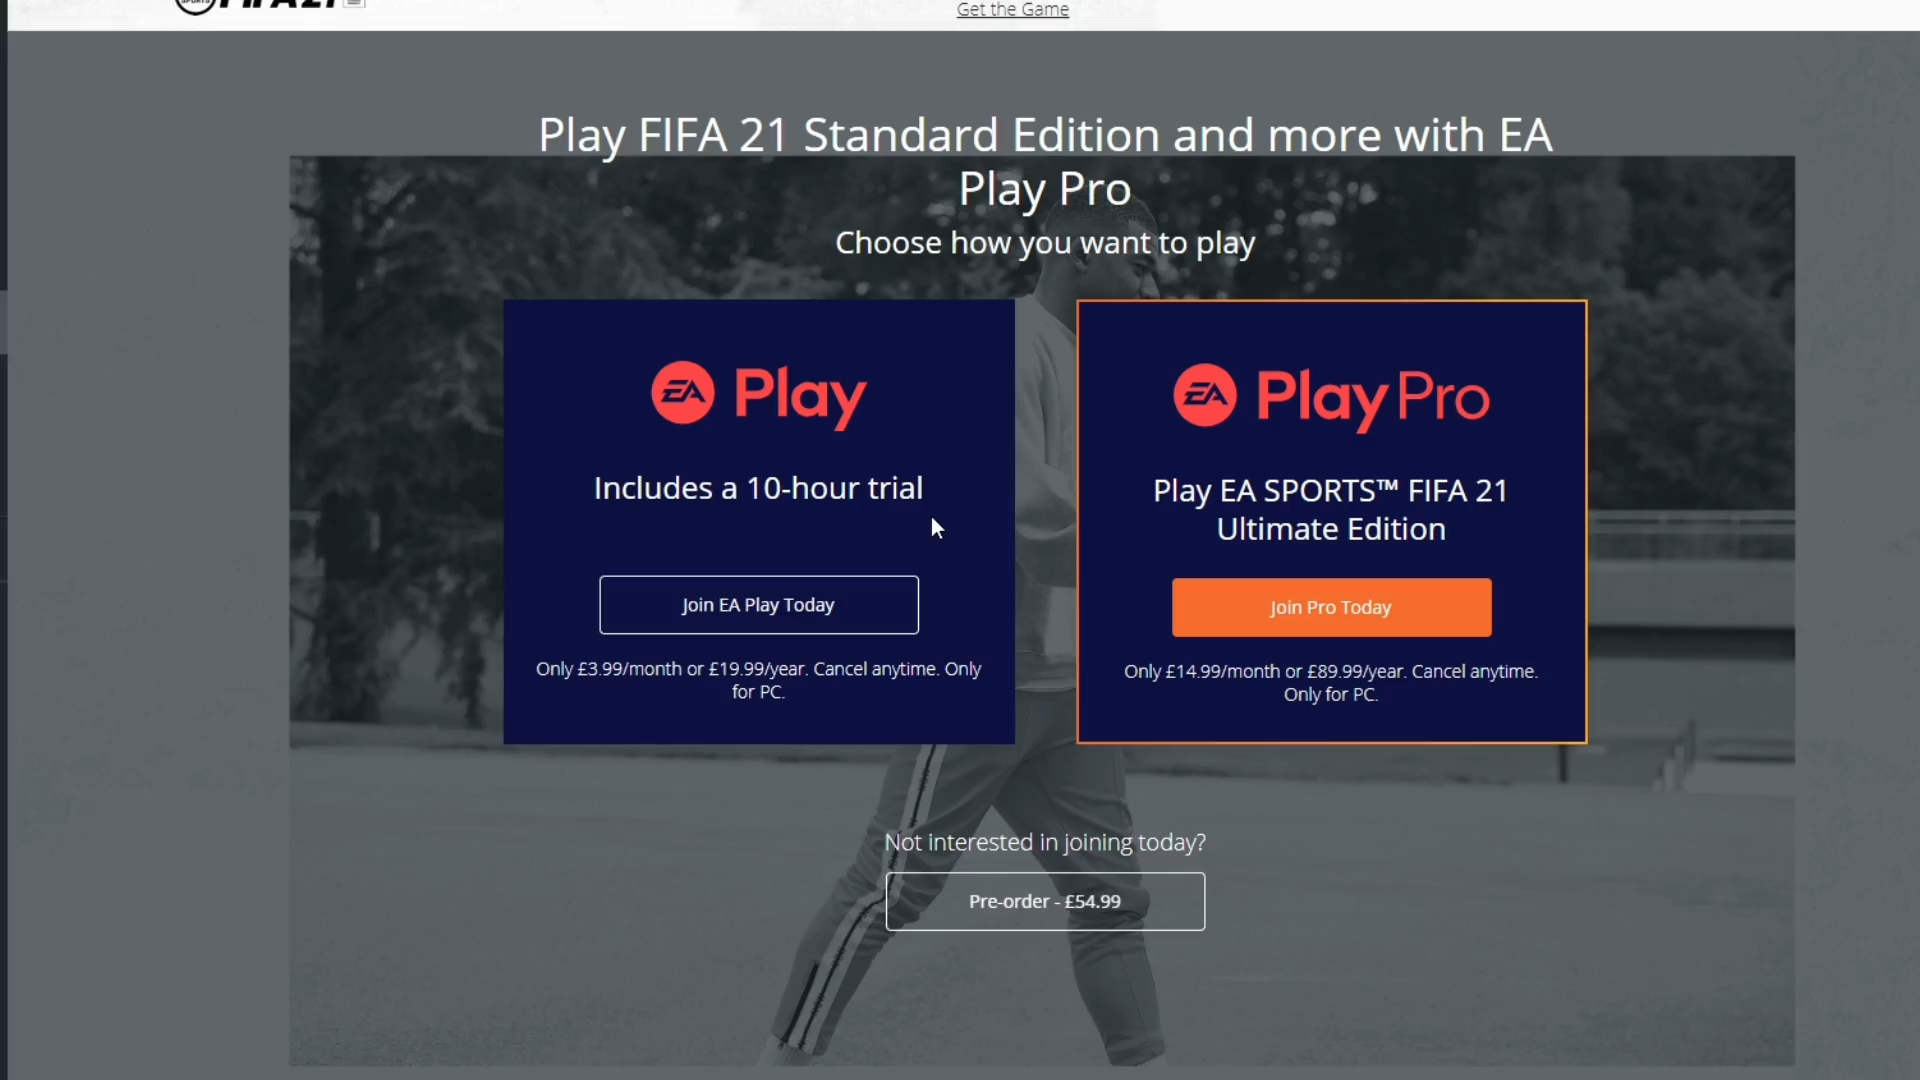 FIFA 21
Get the Game
Play FIFA 21 Standard Edition and more with EA
Play Pro
Choose how you want to play
EA Play
Includes a 10-hour trial
Join EA Play Today
Only £3.99/month or £19.99/year. Cancel anytime. Only
for PC.
EA Play Pro
Play EA SPORTS™ FIFA 21
Ultimate Edition
Join Pro Today
Only £14.99/month or £89.99/year. Cancel anytime.
Only for PC.
Not interested in joining today?
Pre-order - £54.99